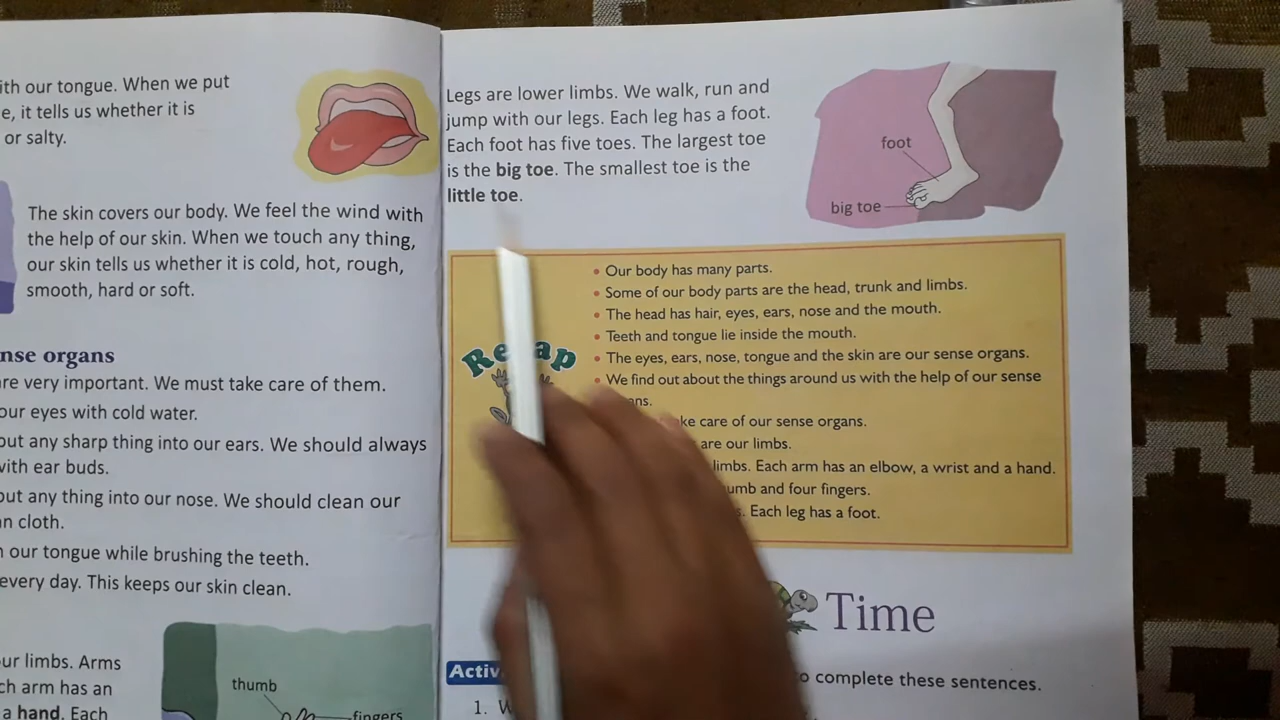 ith our tongue. When we put
e, it tells us whether it is
or salty.
The skin covers our body. We feel the wind with
the help of our skin. When we touch any thing,
our skin tells us whether it is cold, hot, rough,
smooth, hard or soft.
nse organs
re very important. We must take care of them.
our eyes with cold water.
out any sharp thing into our ears. We should always
with ear buds.
out any thing into our nose. We should clean our
n cloth.
our tongue while brushing the teeth.
every day. This keeps our skin clean.
ur limbs. Arms
ch arm has an
a hand. Each
thumb
fingers
Legs are lower limbs. We walk, run and
jump with our legs. Each leg has a foot.
Each foot has five toes. The largest toe
is the big toe. The smallest toe is the
little toe.
foot
big toe
• Our body has many parts.
• Some of our body parts are the head, trunk and limbs.
• The head has hair, eyes, ears, nose and the mouth.
• Teeth and tongue lie inside the mouth.
• The eyes, ears, nose, tongue and the skin are our sense organs.
• We find out about the things around us with the help of our sense
ns.
ke care of our sense organs.
are our limbs.
limbs. Each arm has an elbow, a wrist and a hand.
umb and four fingers.
s. Each leg has a foot.
Time
Activ
o complete these sentences.
1. W